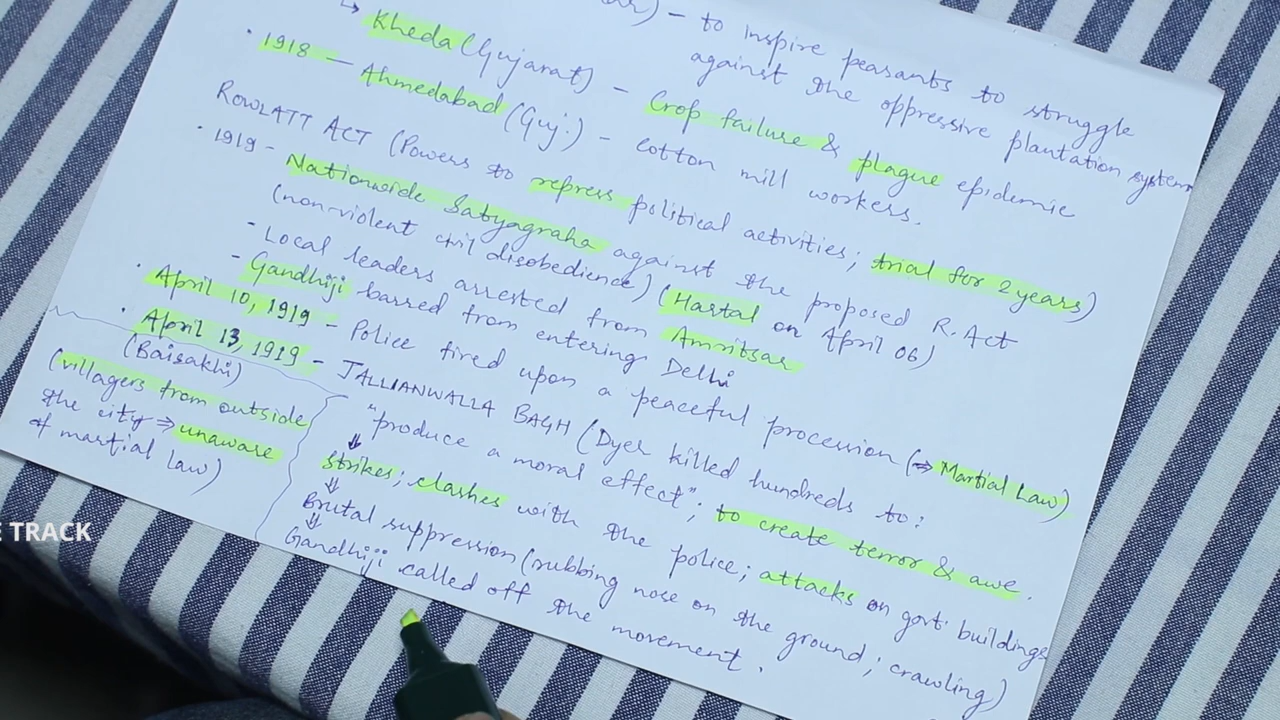 - to inspire peasants to struggle
against the oppressive plantation system
↳ Kheda (Gujarat) - Crop failure & plague epidemic
· 1918 — Ahmedabad (Guj.) - cotton mill workers.
ROWLATT ACT (Powers to repress political activities; trial for 2 years)
· 1919 - Nationwide Satyagraha against the proposed R. Act
(non-violent civil disobedience) (Hartal on April 06)
- Local leaders arrested from Amritsar
- Gandhiji barred from entering Delhi
· April 10, 1919 - Police fired upon a peaceful procession (⇒ Martial Law)
· April 13, 1919 - JALLIANWALLA BAGH (Dyer killed hundreds to:
(Baisakhi)
(villagers from outside
the city ⇒ unaware
of martial law)
"produce a moral effect"; to create terror & awe.
⇓
strikes; clashes with the police; attacks on govt. buildings
⇓
Brutal suppression (rubbing nose on the ground; crawling)
⇓
Gandhiji called off the movement.
E TRACK